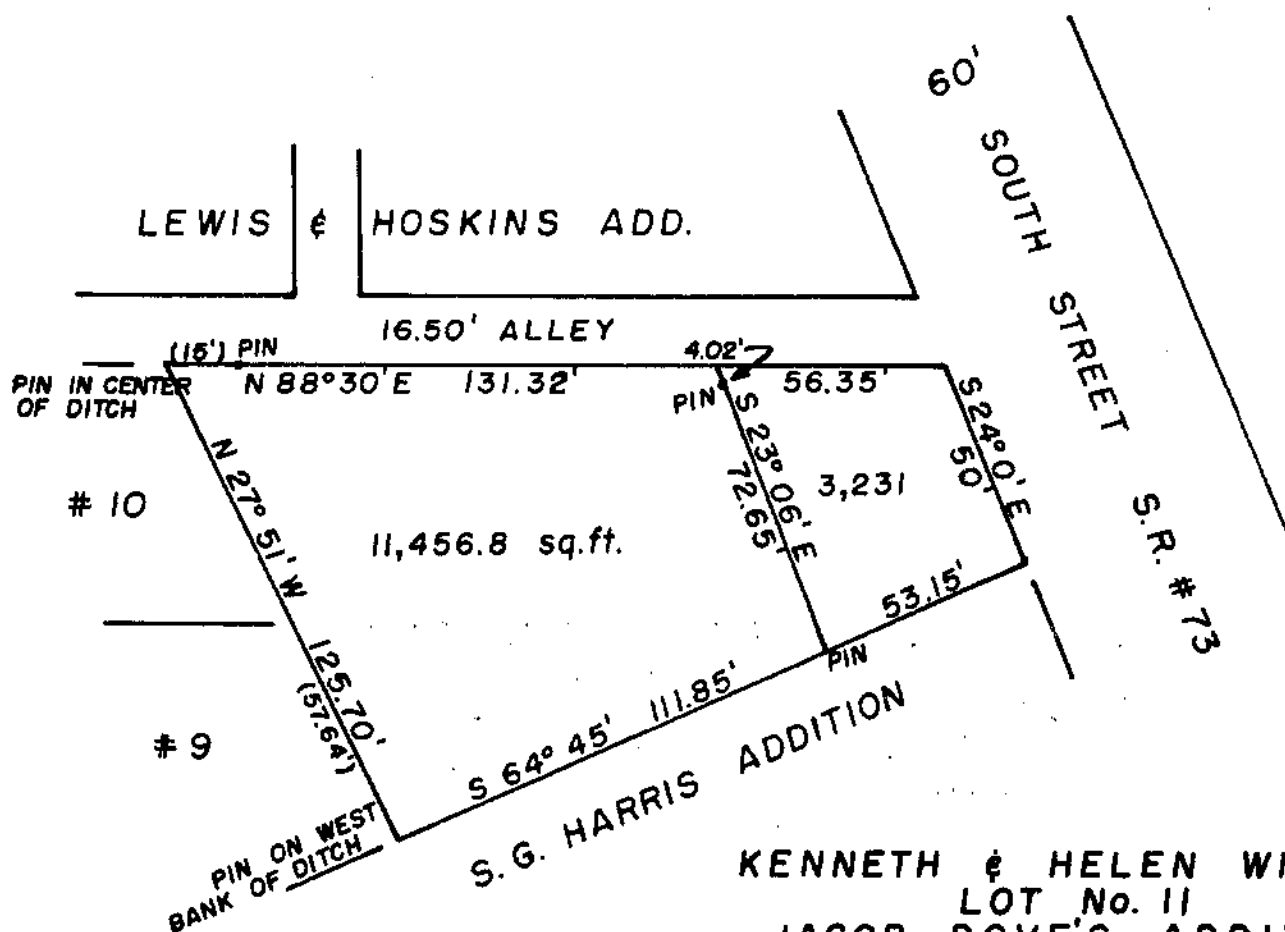 60'
SOUTH STREET S.R. #73
LEWIS & HOSKINS ADD.
16.50' ALLEY
(15') PIN
4.02'
PIN IN CENTER
OF DITCH
N 88°30' E 131.32'
PIN
56.35'
S 24°0' E
50'
N 27° 51' W
125.70'
(57.64')
S 23° 06' E
72.65'
3,231
# 10
11,456.8 sq.ft.
53.15'
PIN
# 9
S 64° 45' 111.85'
S. G. HARRIS ADDITION
PIN ON WEST
BANK OF DITCH
KENNETH & HELEN
LOT No. 11